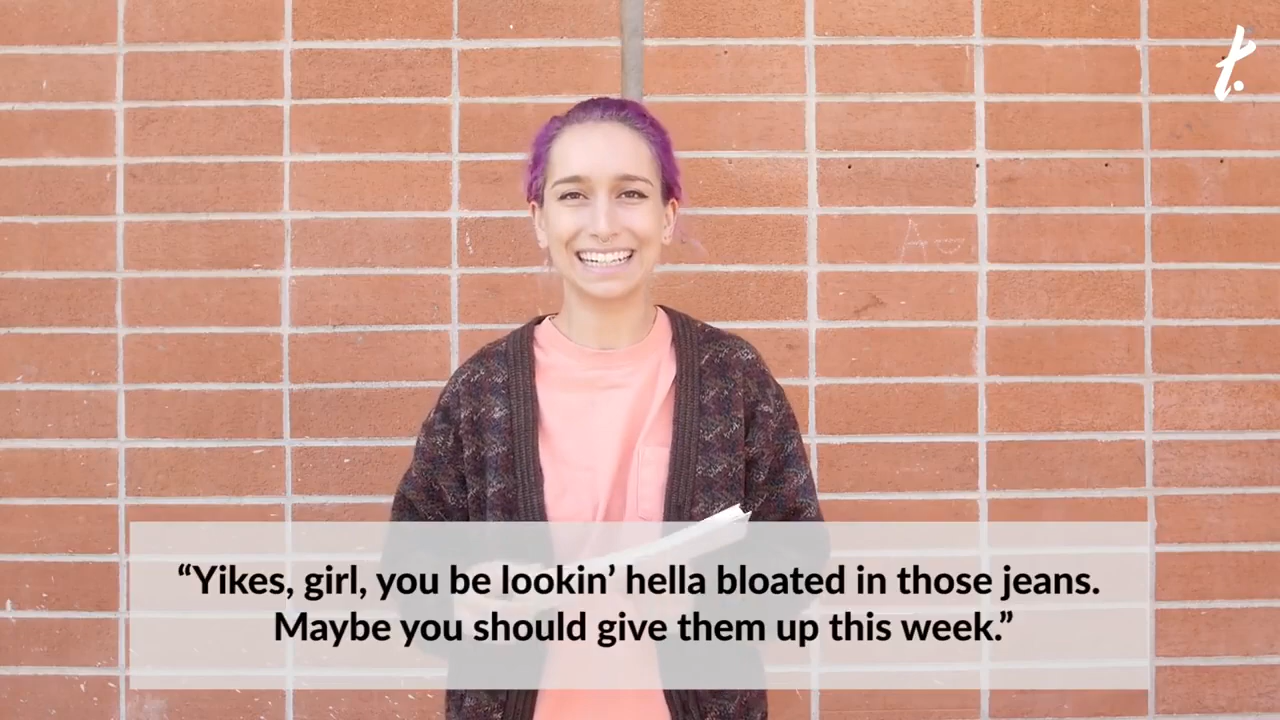 t.
“Yikes, girl, you be lookin’ hella bloated in those jeans.
Maybe you should give them up this week.”